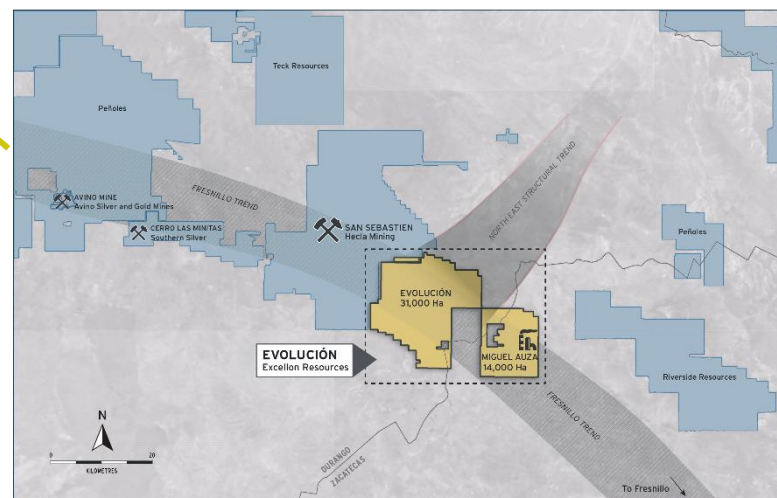 Teck Resources
Peñoles
FRESNILLO TREND
NORTH EAST STRUCTURAL TREND
AVINO MINE
Avino Silver and Gold Mines
CERRO LAS MINITAS
Southern Silver
SAN SEBASTIEN
Hecla Mining
Peñoles
EVOLUCIÓN
31,000 Ha
EVOLUCIÓN
Excellon Resources
MIGUEL AUZA
14,000 Ha
Riverside Resources
FRESNILLO TREND
N
0 10 20
KILOMETRES
DURANGO
ZACATECAS
To Fresnillo